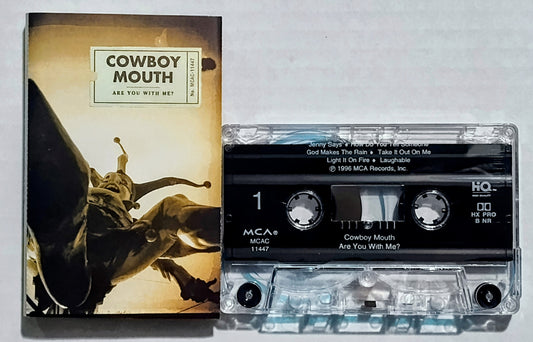 COWBOY
MOUTH
ARE YOU WITH ME?
No. MCAC-11447
Jenny Says ♦ How Do You Tell Someone
God Makes The Rain ♦ Take It Out On Me
Light It On Fire ♦ Laughable
℗ 1996 MCA Records, Inc.
1
HQ
HX PRO
B NR
MCA®
MCAC
11447
Cowboy Mouth
Are You With Me?